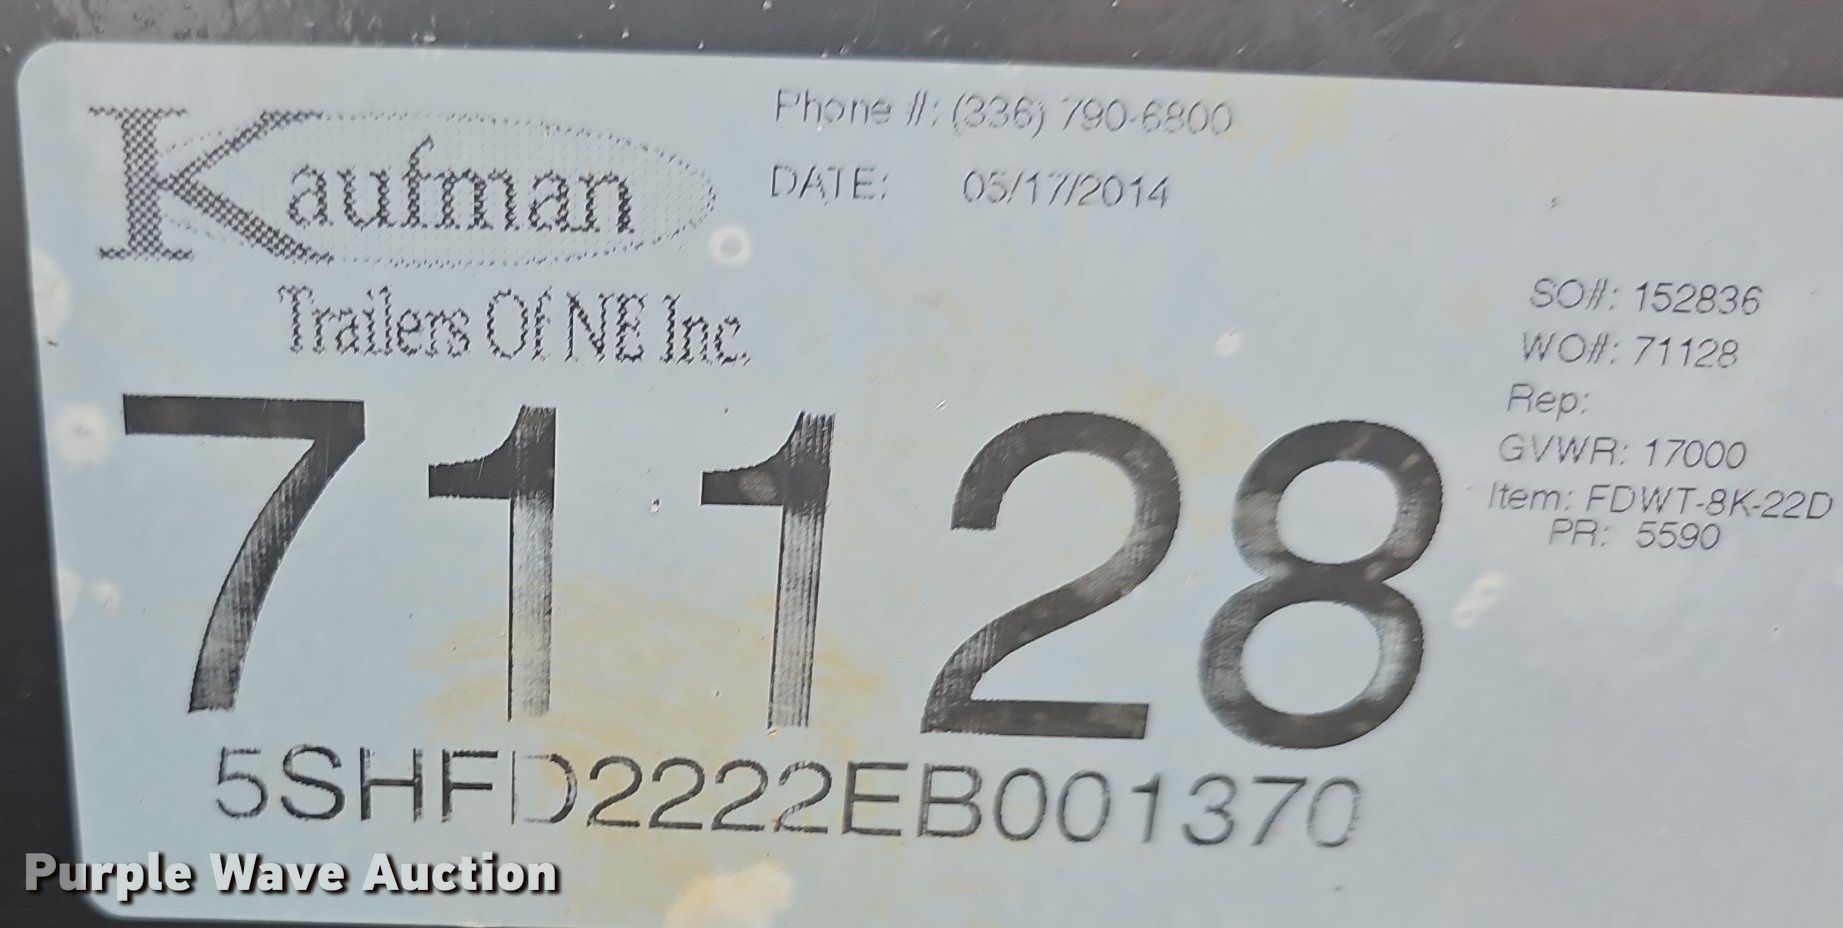 Kaufman
Trailers Of NE Inc.
Phone #: (336) 790-6800
DATE: 05/17/2014
SO#: 152836
WO#: 71128
Rep:
GVWR: 17000
Item: FDWT-8K-22D
PR: 5590
71128
5SHFD2222EB001370
Purple Wave Auction